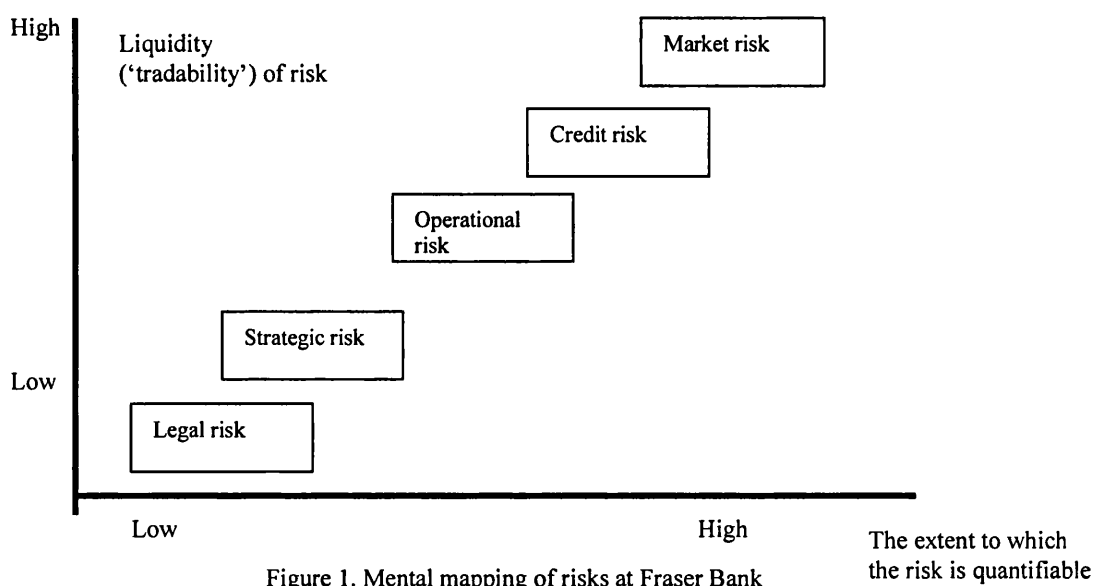 High
Liquidity
(‘tradability’) of risk
Market risk
Credit risk
Operational
risk
Strategic risk
Low
Legal risk
Low
High
The extent to which
the risk is quantifiable
Figure 1. Mental mapping of risks at Fraser Bank